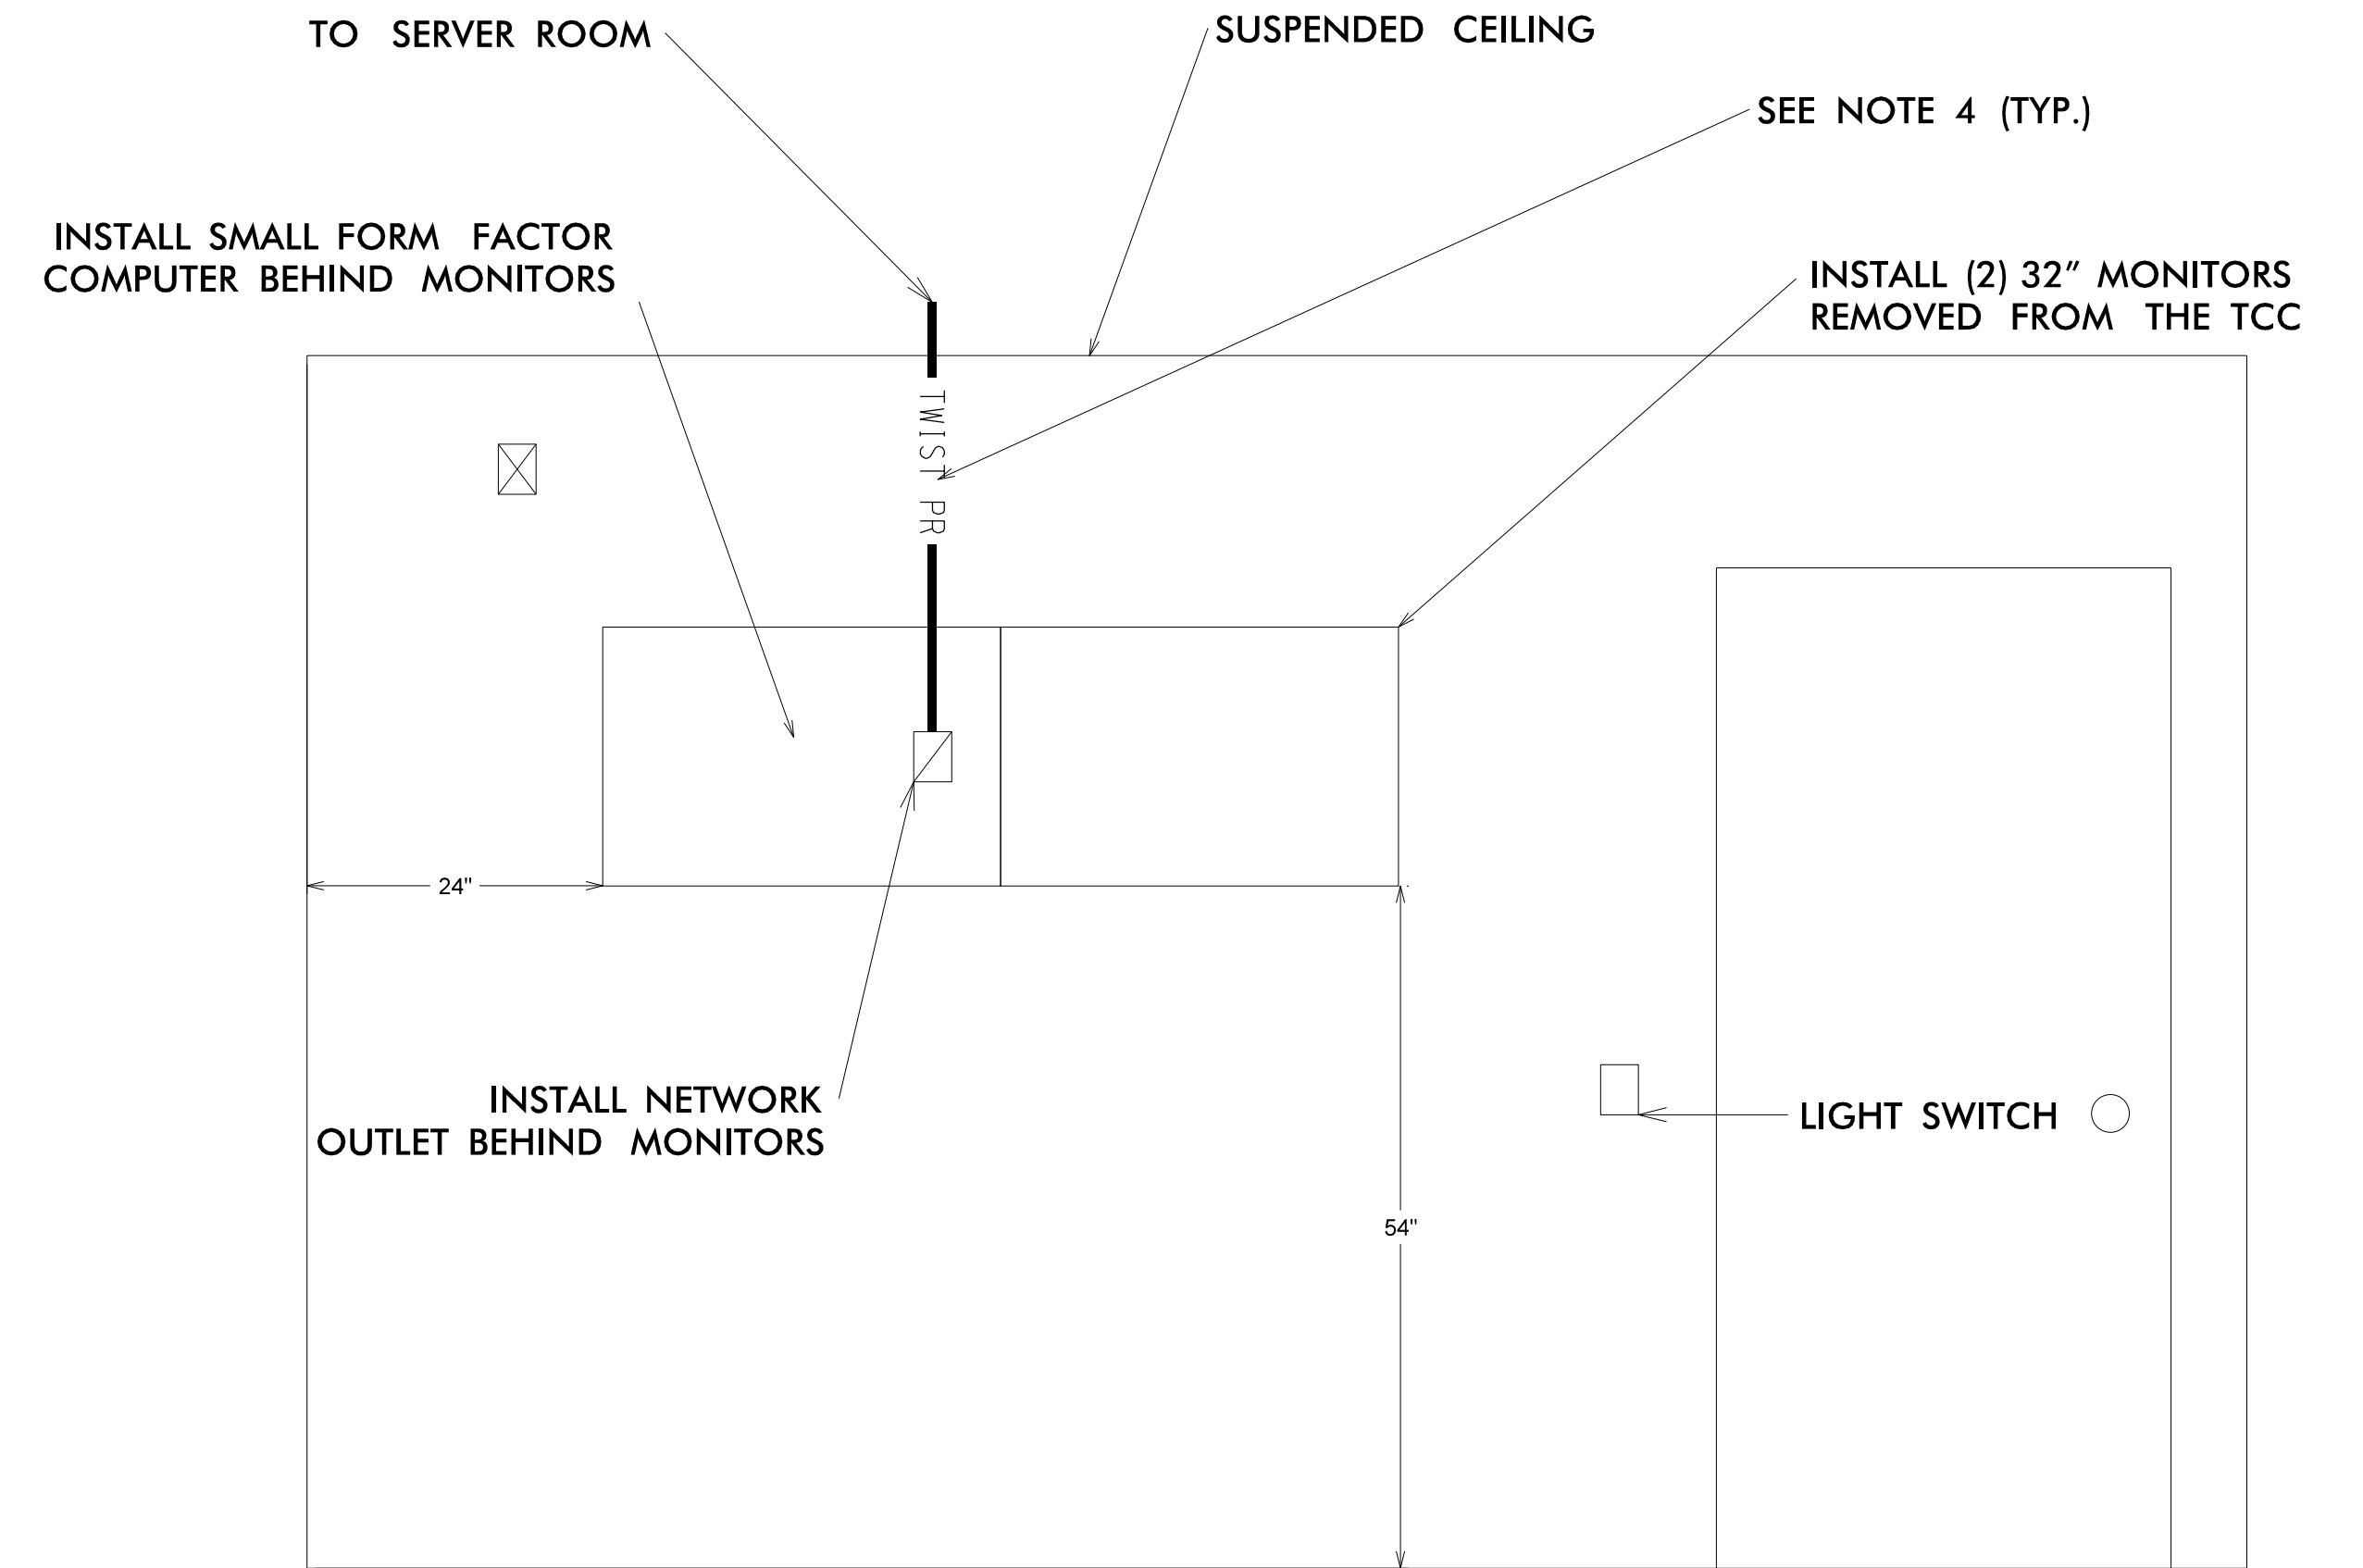 TO SERVER ROOM
SUSPENDED CEILING
SEE NOTE 4 (TYP.)
INSTALL SMALL FORM FACTOR
COMPUTER BEHIND MONITORS
INSTALL (2) 32" MONITORS
REMOVED FROM THE TCC
TWIST PR
24"
INSTALL NETWORK
OUTLET BEHIND MONITORS
LIGHT SWITCH
54"